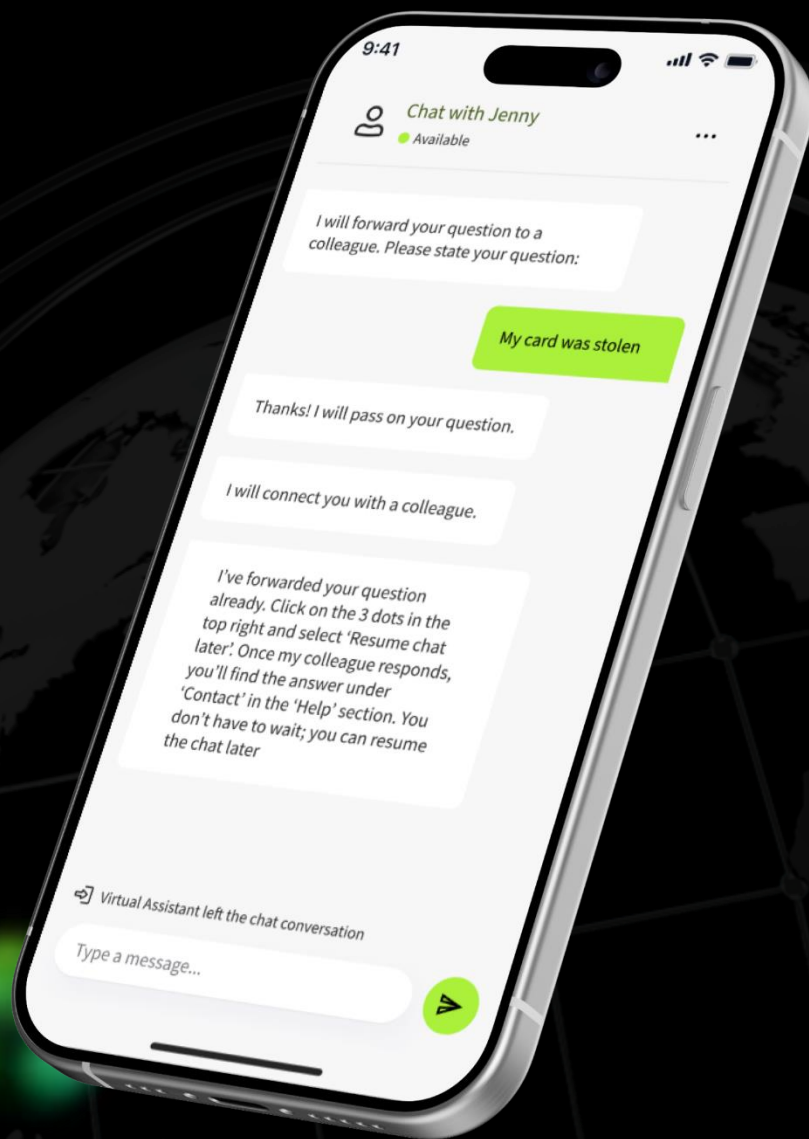 9:41
Chat with Jenny
Available
I will forward your question to a
colleague. Please state your question:
My card was stolen
Thanks! I will pass on your question.
I will connect you with a colleague.
I've forwarded your question
already. Click on the 3 dots in the
top right and select ‘Resume chat
later’. Once my colleague responds,
you’ll find the answer under
‘Contact’ in the ‘Help’ section. You
don’t have to wait; you can resume
the chat later
Virtual Assistant left the chat conversation
Type a message...